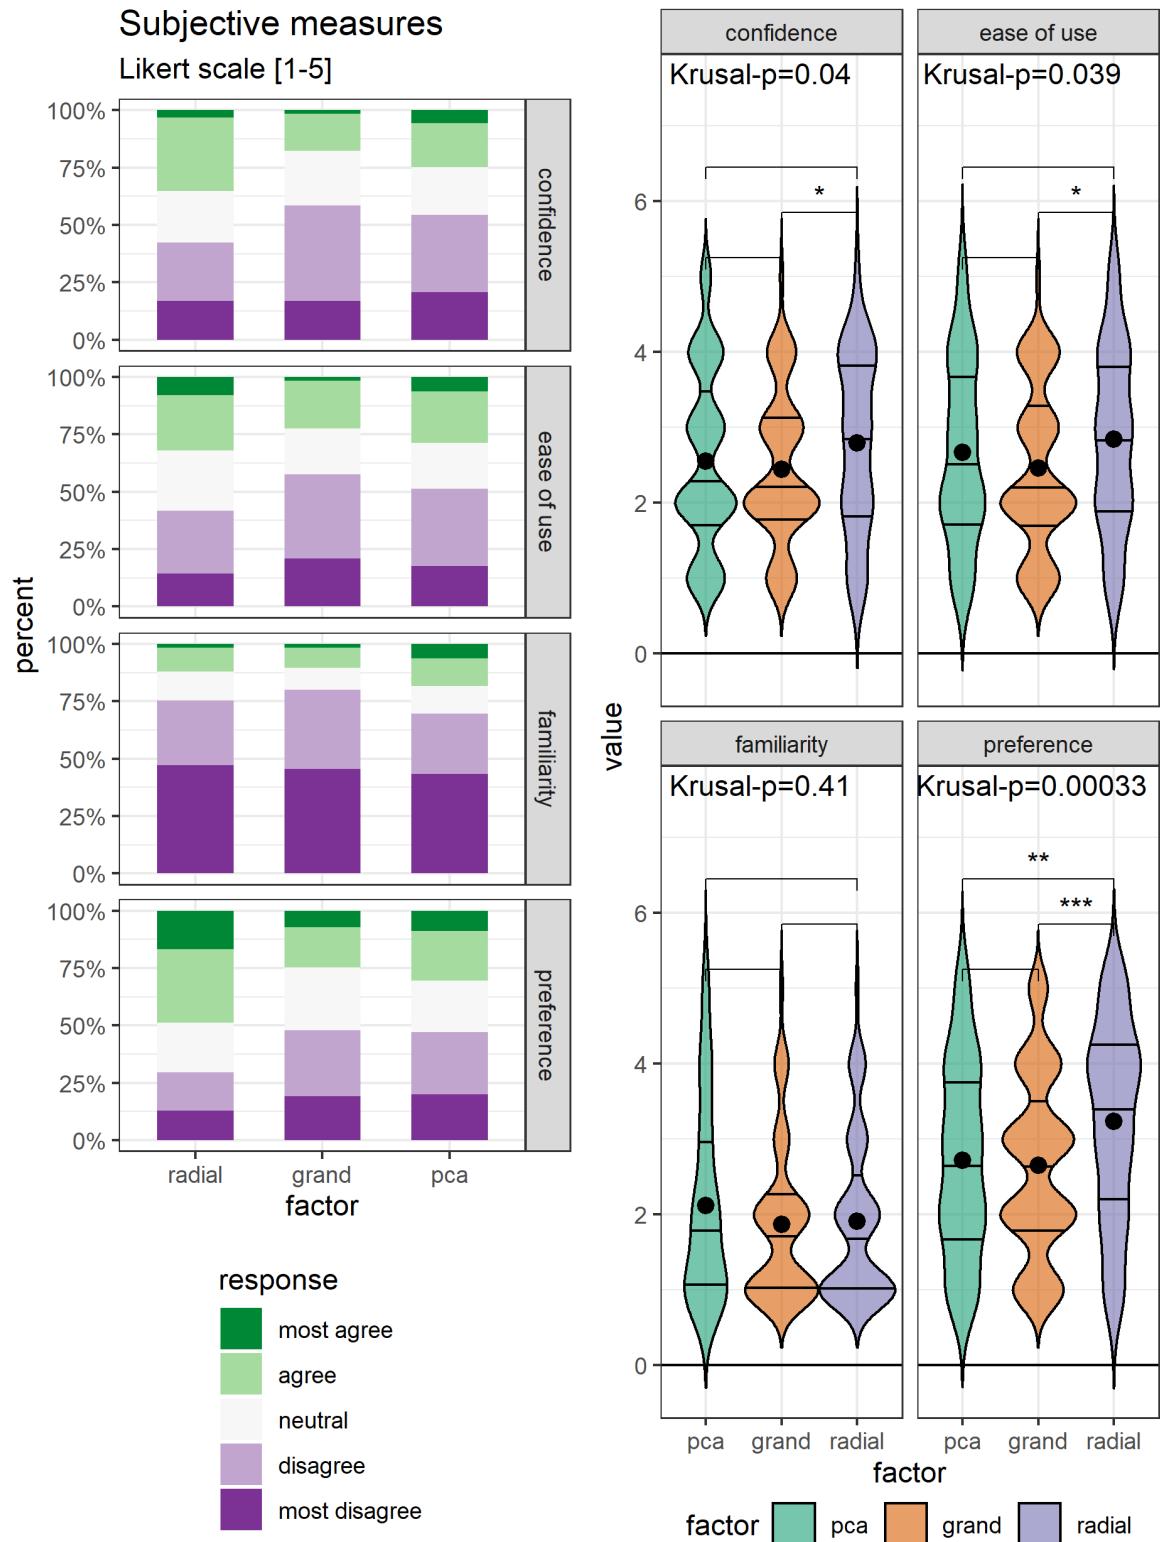 Subjective measures
Likert scale [1-5]
percent
100%
75%
50%
25%
0%
confidence
100%
75%
50%
25%
0%
ease of use
100%
75%
50%
25%
0%
familiarity
100%
75%
50%
25%
0%
preference
radial grand pca
factor
response
most agree
agree
neutral
disagree
most disagree
value
confidence
Krusal-p=0.04
*
6
4
2
0
ease of use
Krusal-p=0.039
*
familiarity
Krusal-p=0.41
6
4
2
0
preference
Krusal-p=0.00033
**
***
pca grand radial
pca grand radial
factor
factor pca grand radial